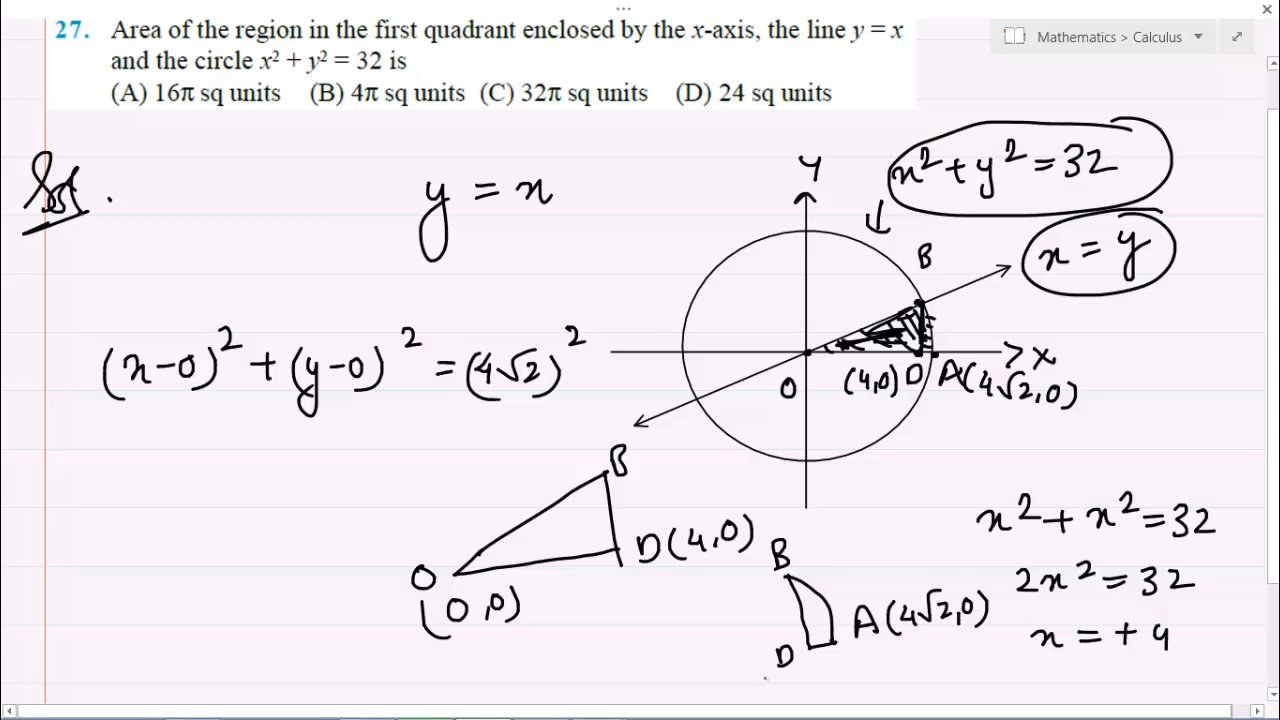 27. Area of the region in the first quadrant enclosed by the x-axis, the line y = x
and the circle x² + y² = 32 is
(A) 16π sq units (B) 4π sq units (C) 32π sq units (D) 24 sq units
Mathematics > Calculus
Sol.
y = x
Y
x² + y² = 32
x = y
B
(x-0)² + (y-0)² = (4√2)²
X
O
(4,0) D A(4√2,0)
B
D(4,0)
O
(0,0)
B
A(4√2,0)
D
x² + x² = 32
2x² = 32
x = + 4